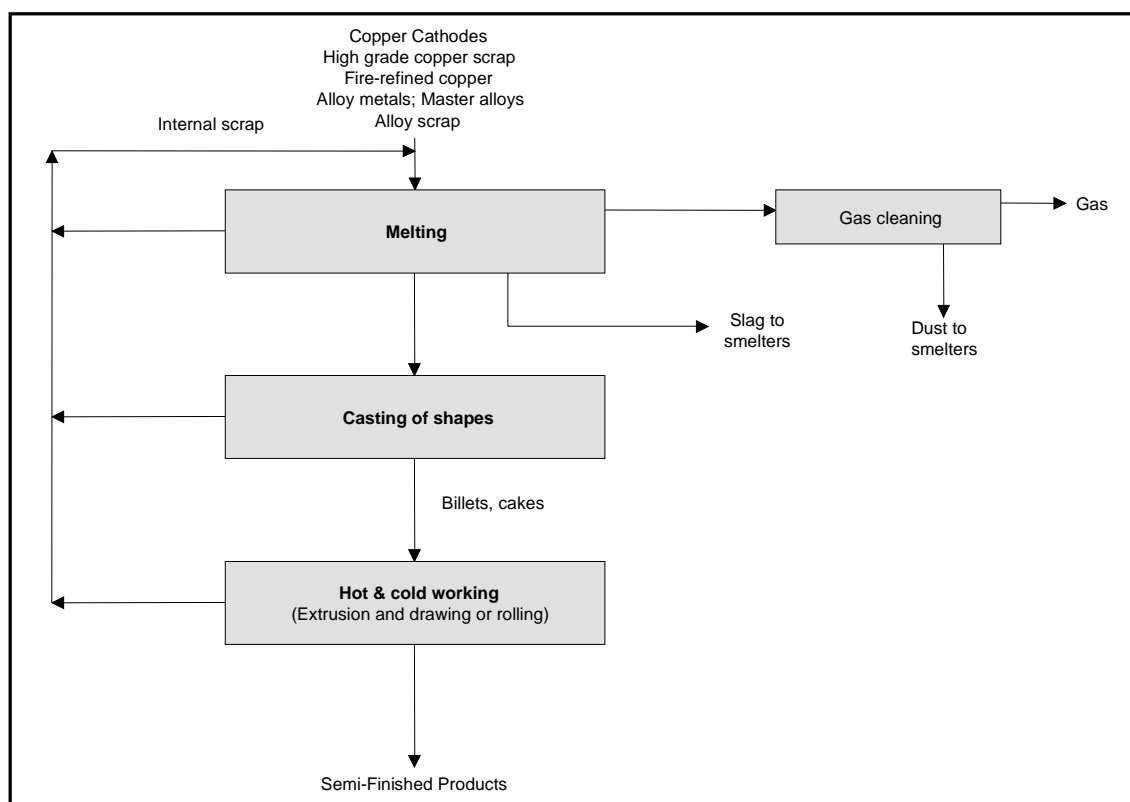 Copper Cathodes
High grade copper scrap
Fire-refined copper
Alloy metals; Master alloys
Alloy scrap
Internal scrap
Melting
Gas cleaning
Gas
Slag to
smelters
Dust to
smelters
Casting of shapes
Billets, cakes
Hot & cold working
(Extrusion and drawing or rolling)
Semi-Finished Products